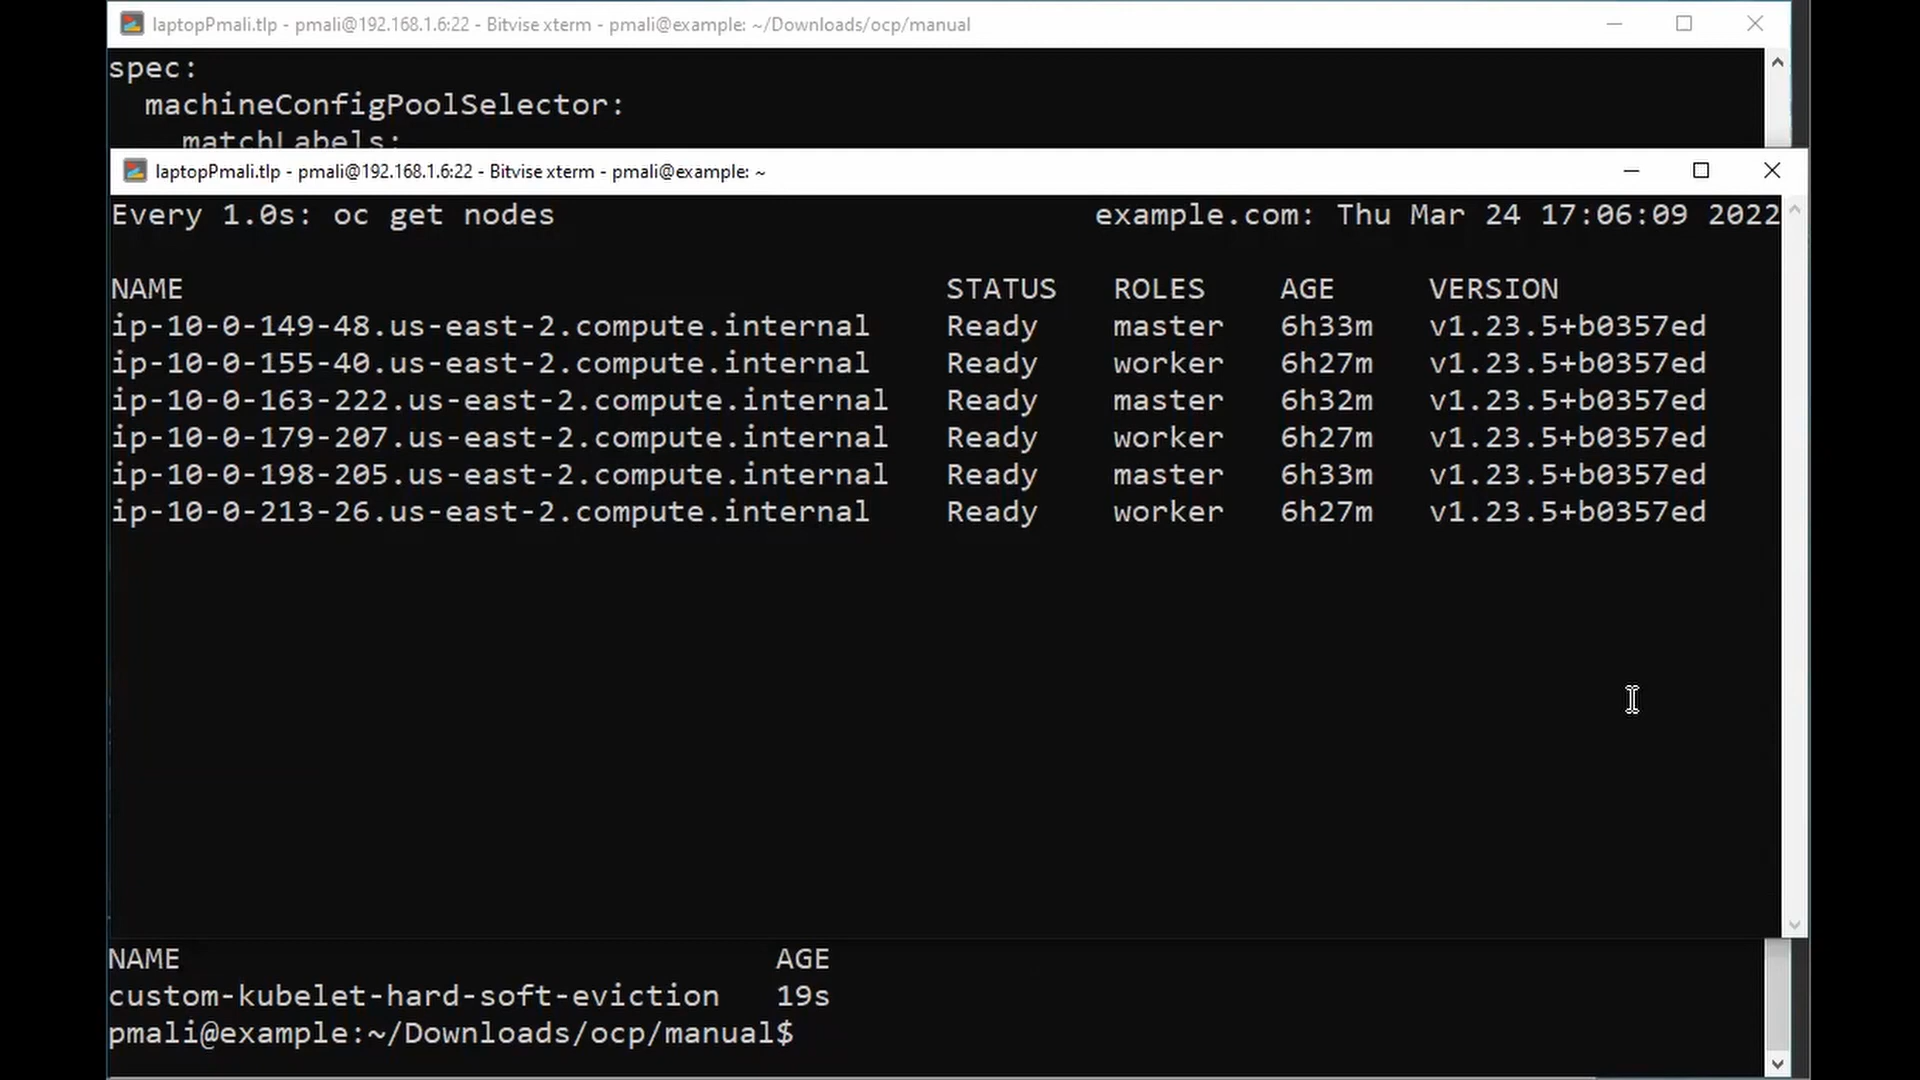 laptopPmali.tlp - pmali@192.168.1.6:22 - Bitvise xterm - pmali@example: ~/Downloads/ocp/manual
spec:
  machineConfigPoolSelector:
    matchLabels:
laptopPmali.tlp - pmali@192.168.1.6:22 - Bitvise xterm - pmali@example: ~
Every 1.0s: oc get nodes example.com: Thu Mar 24 17:06:09 2022
NAME STATUS ROLES AGE VERSION
ip-10-0-149-48.us-east-2.compute.internal Ready master 6h33m v1.23.5+b0357ed
ip-10-0-155-40.us-east-2.compute.internal Ready worker 6h27m v1.23.5+b0357ed
ip-10-0-163-222.us-east-2.compute.internal Ready master 6h32m v1.23.5+b0357ed
ip-10-0-179-207.us-east-2.compute.internal Ready worker 6h27m v1.23.5+b0357ed
ip-10-0-198-205.us-east-2.compute.internal Ready master 6h33m v1.23.5+b0357ed
ip-10-0-213-26.us-east-2.compute.internal Ready worker 6h27m v1.23.5+b0357ed
NAME AGE
custom-kubelet-hard-soft-eviction 19s
pmali@example:~/Downloads/ocp/manual$